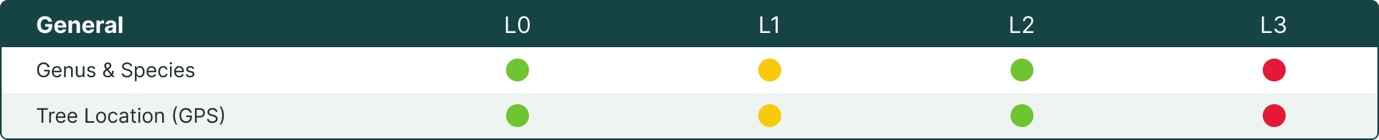 General L0 L1 L2 L3
Genus & Species
Tree Location (GPS)